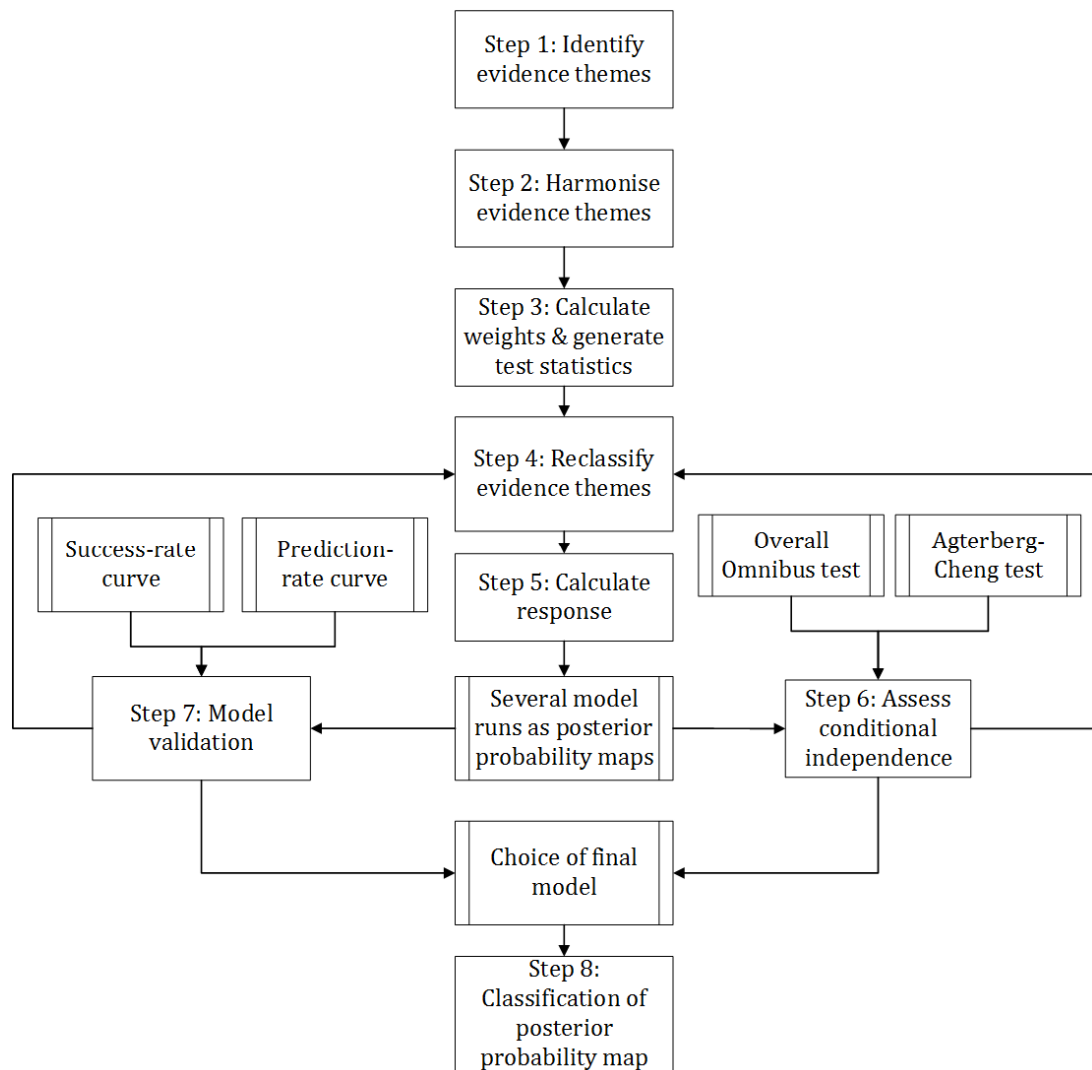 Step 1: Identify
evidence themes
Step 2: Harmonise
evidence themes
Step 3: Calculate
weights & generate
test statistics
Step 4: Reclassify
evidence themes
Success-rate
curve
Prediction-
rate curve
Overall
Omnibus test
Agterberg-
Cheng test
Step 5: Calculate
response
Step 7: Model
validation
Several model
runs as posterior
probability maps
Step 6: Assess
conditional
independence
Choice of final
model
Step 8:
Classification of
posterior
probability map